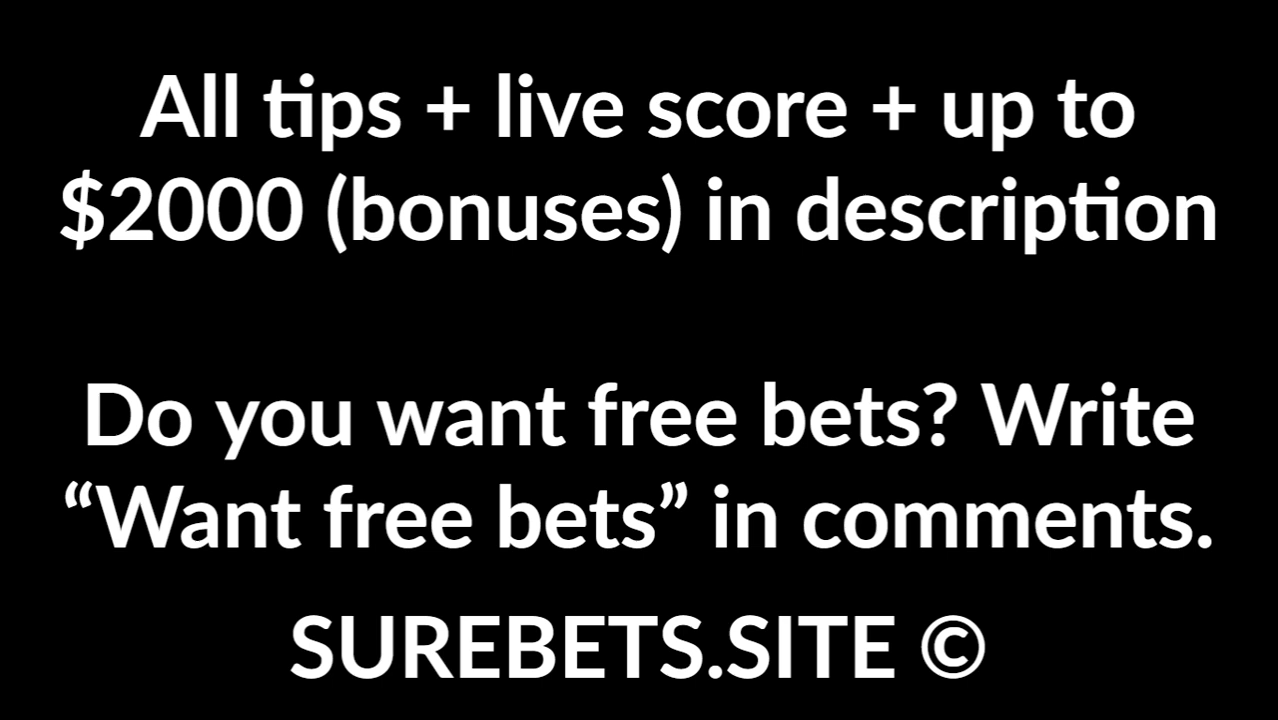 All tips + live score + up to
$2000 (bonuses) in description
Do you want free bets? Write
“Want free bets” in comments.
SUREBETS.SITE ©